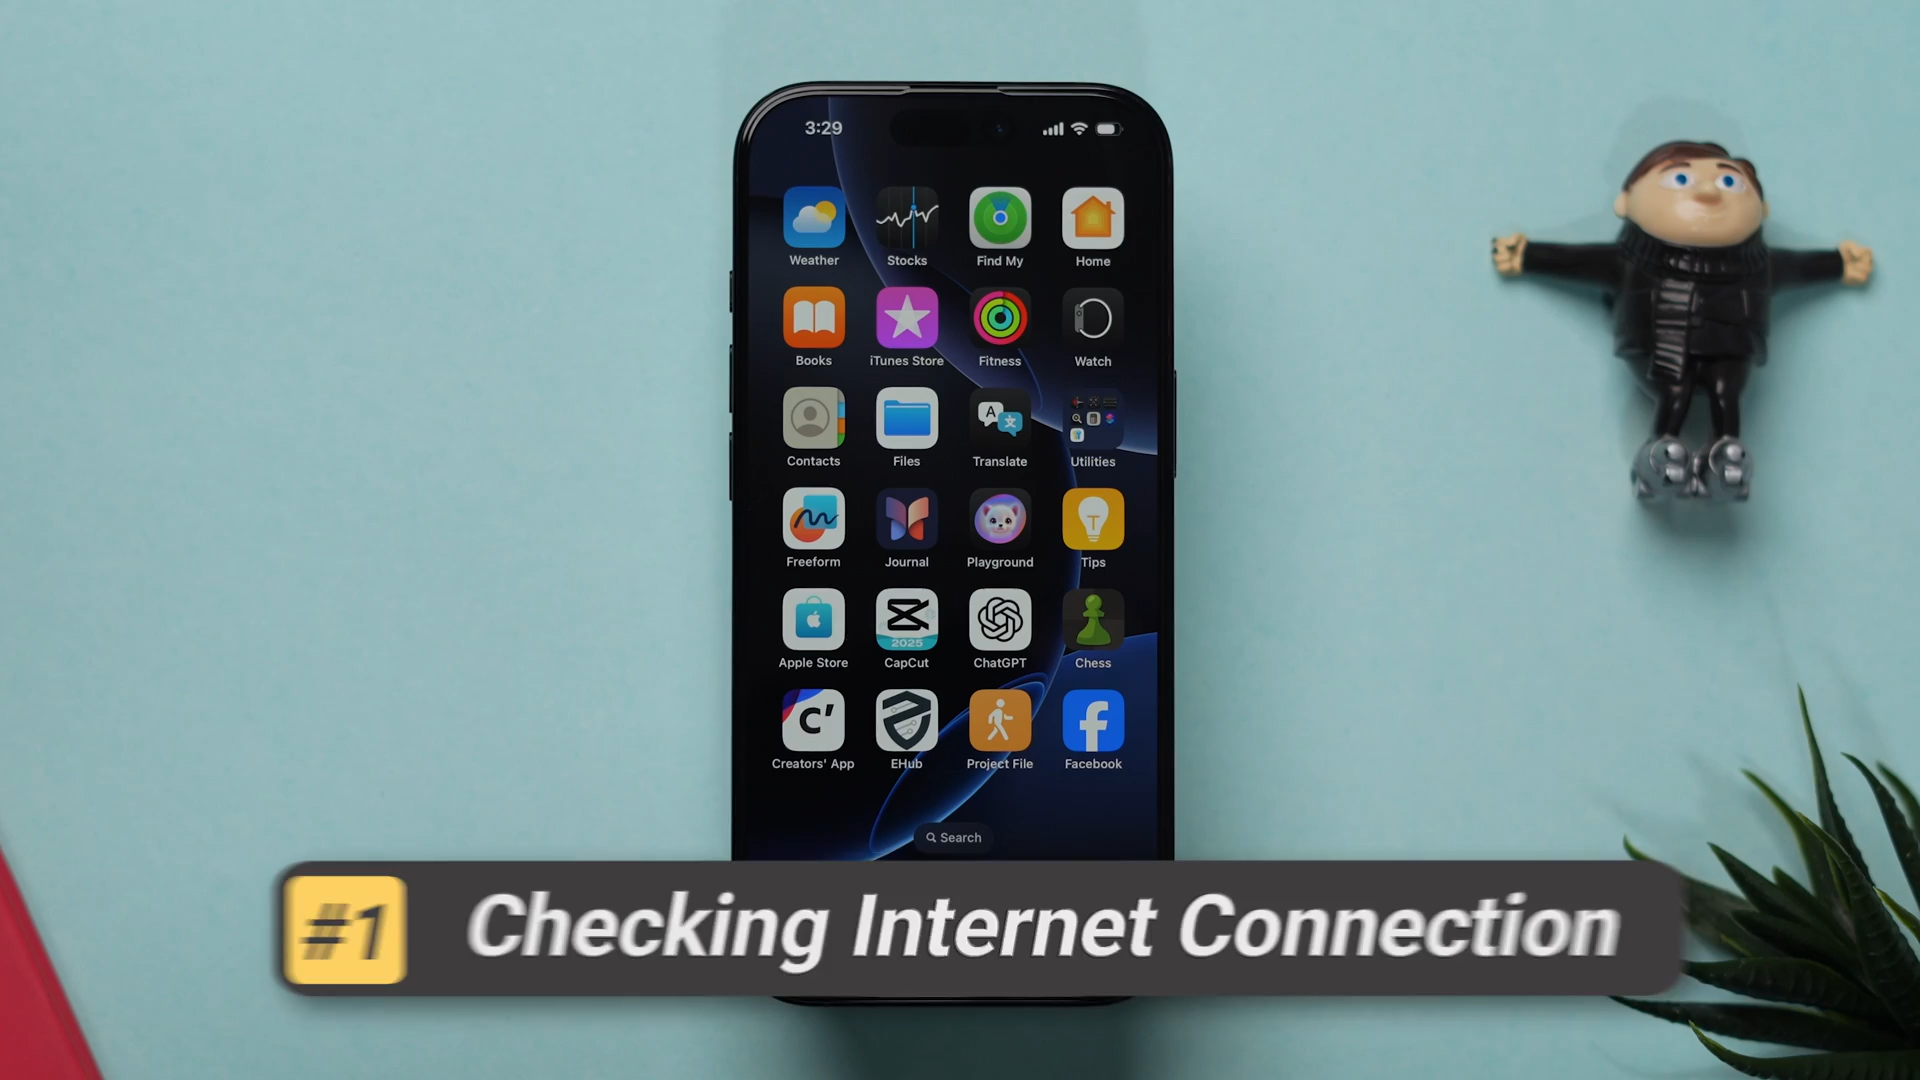 3:29
Weather Stocks Find My Home
Books iTunes Store Fitness Watch
A 文
Contacts Files Translate Utilities
T
Freeform Journal Playground Tips
2025
Apple Store CapCut ChatGPT Chess
C'
f
Creators' App EHub Project File Facebook
Search
#1 Checking Internet Connection